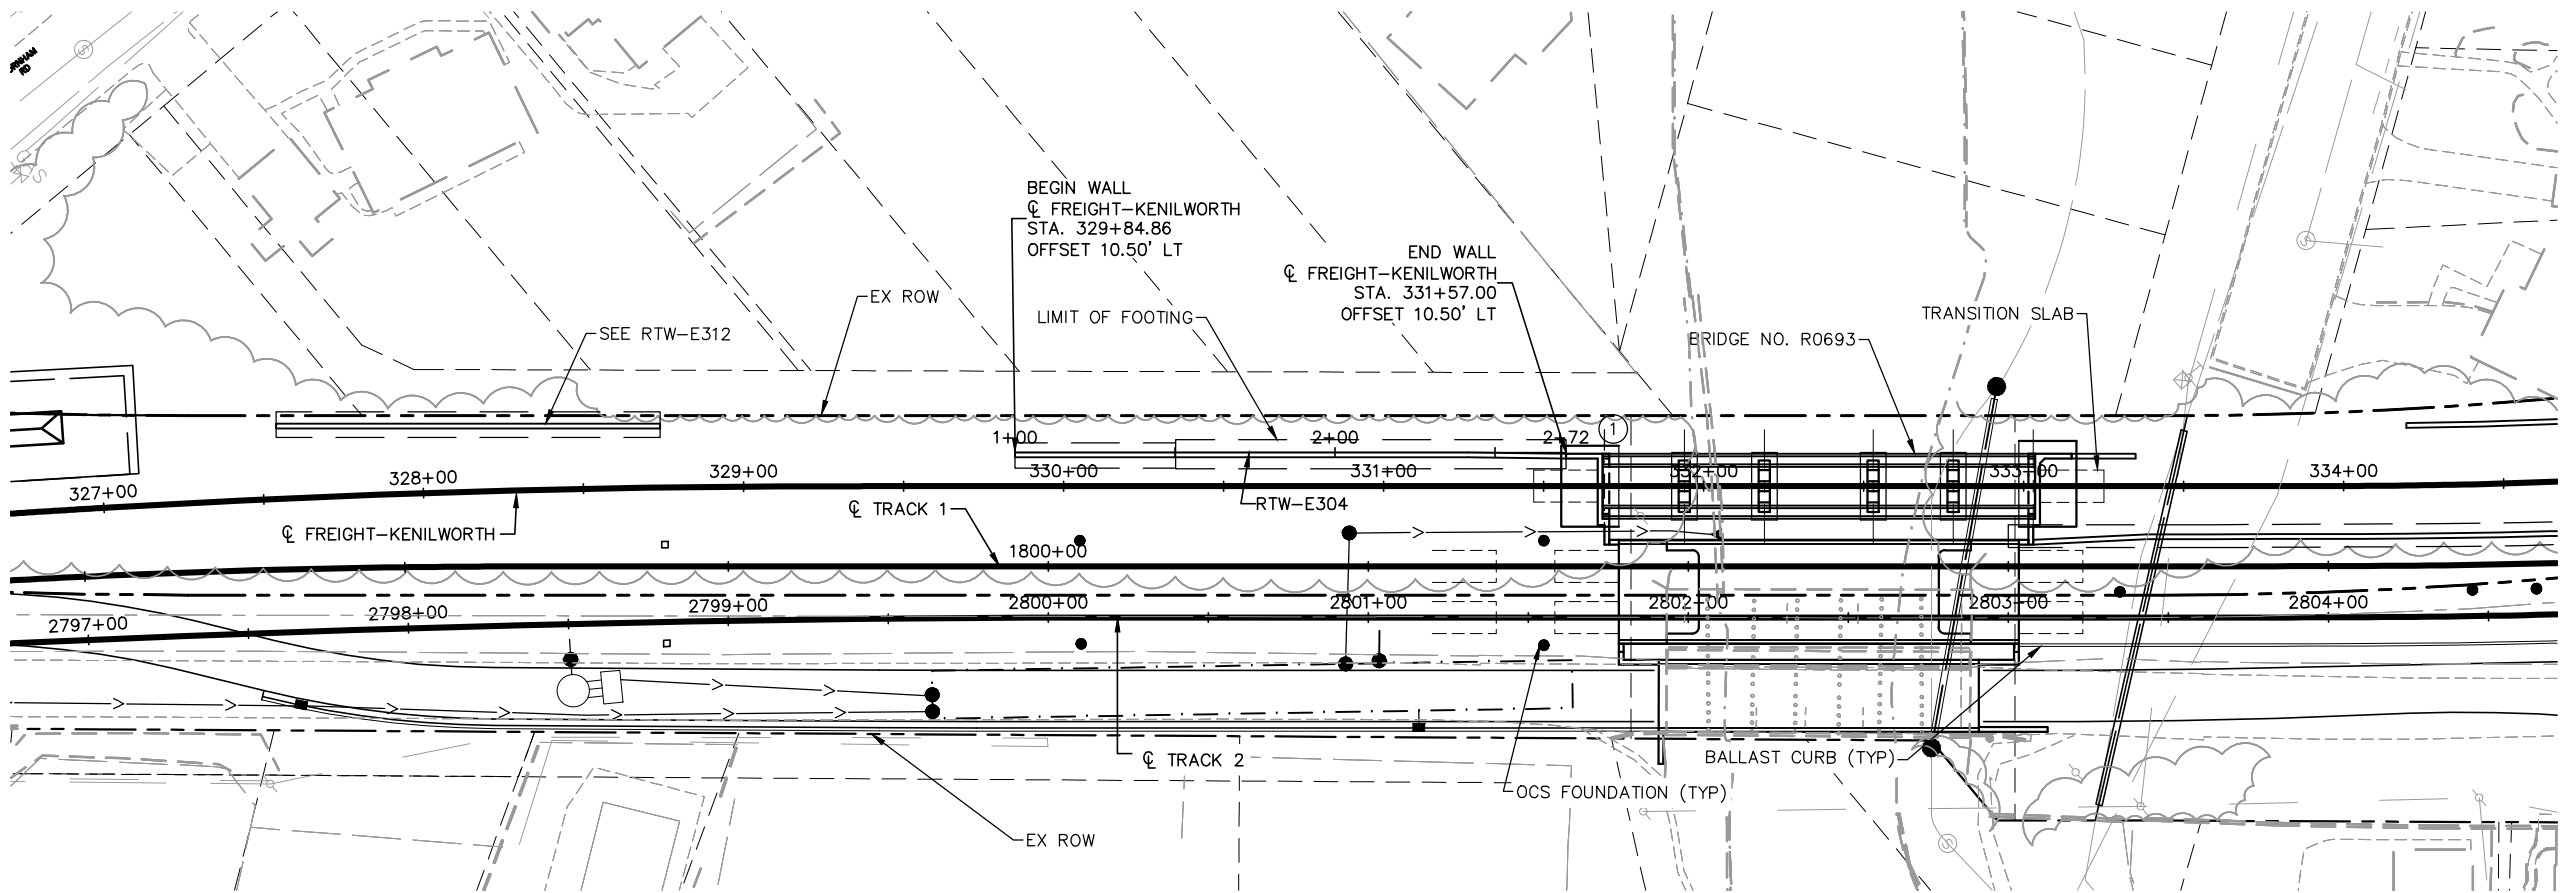 BEGIN WALL
℄ FREIGHT-KENILWORTH
STA. 329+84.86
OFFSET 10.50' LT
END WALL
℄ FREIGHT-KENILWORTH
STA. 331+57.00
OFFSET 10.50' LT
EX ROW
LIMIT OF FOOTING
SEE RTW-E312
TRANSITION SLAB
BRIDGE NO. R0693
1
1+00
2+00
2+72
327+00
328+00
329+00
330+00
331+00
332+00
333+00
334+00
RTW-E304
℄ TRACK 1
℄ FREIGHT-KENILWORTH
1800+00
2797+00
2798+00
2799+00
2800+00
2801+00
2802+00
2803+00
2804+00
℄ TRACK 2
BALLAST CURB (TYP)
OCS FOUNDATION (TYP)
EX ROW
RD
S
S
S
S
G
S